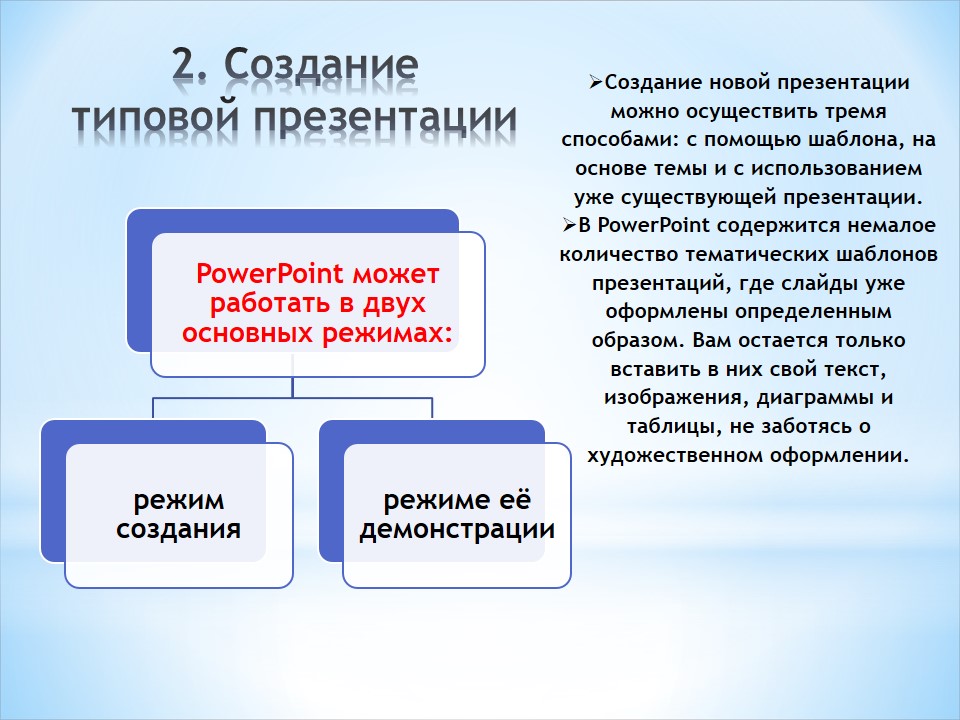 2. Создание
типовой презентации
PowerPoint может
работать в двух
основных режимах:
режим
создания
режиме её
демонстрации
➢Создание новой презентации
можно осуществить тремя
способами: с помощью шаблона, на
основе темы и с использованием
уже существующей презентации.
➢В PowerPoint содержится немалое
количество тематических шаблонов
презентаций, где слайды уже
оформлены определенным
образом. Вам остается только
вставить в них свой текст,
изображения, диаграммы и
таблицы, не заботясь о
художественном оформлении.